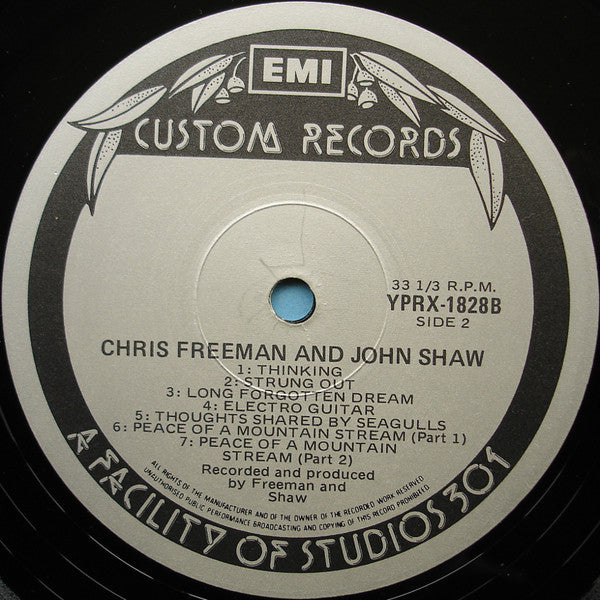 EMI
CUSTOM RECORDS
33 1/3 R.P.M.
YPRX-1828B
SIDE 2
CHRIS FREEMAN AND JOHN SHAW
1: THINKING
2: STRUNG OUT
3: LONG FORGOTTEN DREAM
4: ELECTRO GUITAR
5: THOUGHTS SHARED BY SEAGULLS
6: PEACE OF A MOUNTAIN STREAM (Part 1)
7: PEACE OF A MOUNTAIN
STREAM (Part 2)
Recorded and produced
by Freeman and
Shaw
ALL RIGHTS OF THE MANUFACTURER AND OF THE OWNER OF THE RECORDED WORK RESERVED
UNAUTHORISED PUBLIC PERFORMANCE BROADCASTING AND COPYING OF THIS RECORD PROHIBITED
A FACILITY OF STUDIOS 301